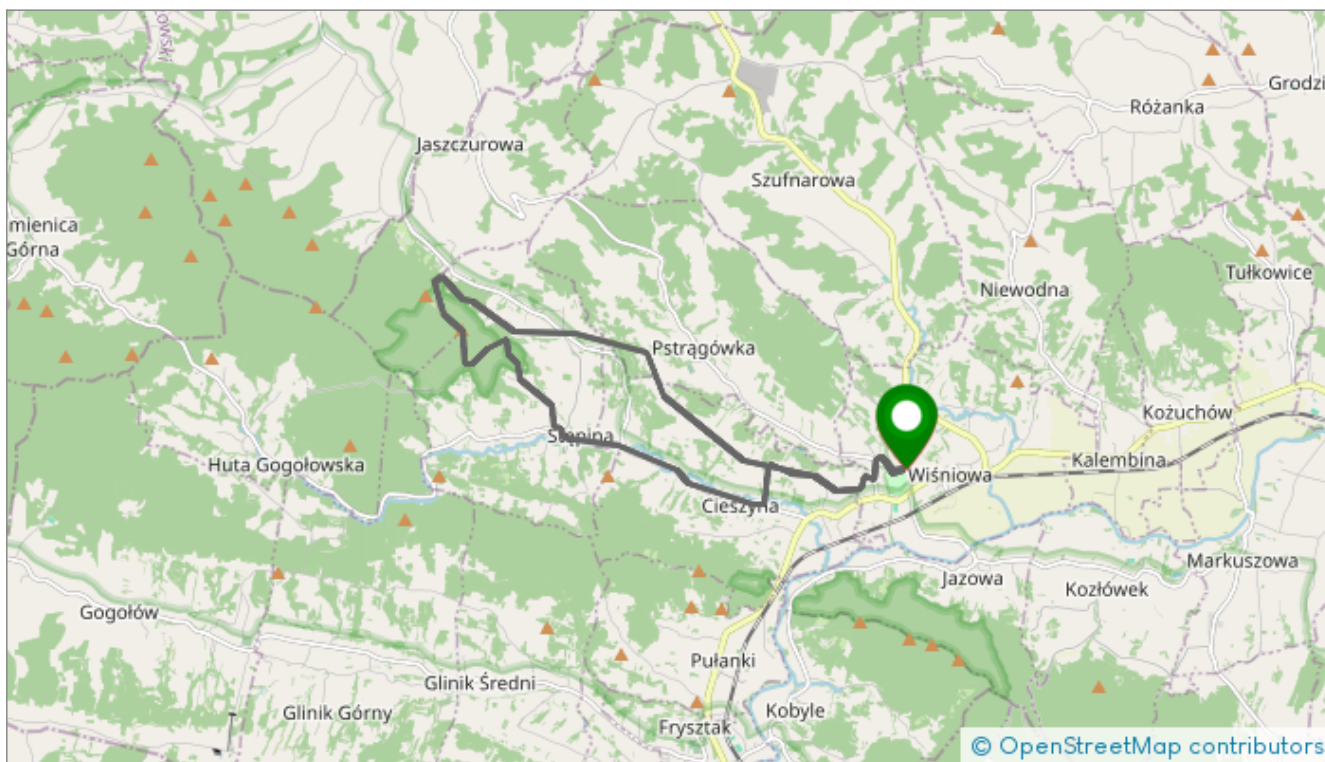 Grodzi
Różanka
Jaszczurowa
Szufnarowa
mienica
Górna
Tułkowice
Niewodna
Pstrągówka
Kożuchów
Stępina
Huta Gogołowska
Kalembina
Wiśniowa
Cieszyna
Markuszowa
Jazowa
Kozłówek
Gogołów
Pułanki
Glinik Średni
Glinik Górny
Kobyle
Frysztak
© OpenStreetMap contributors